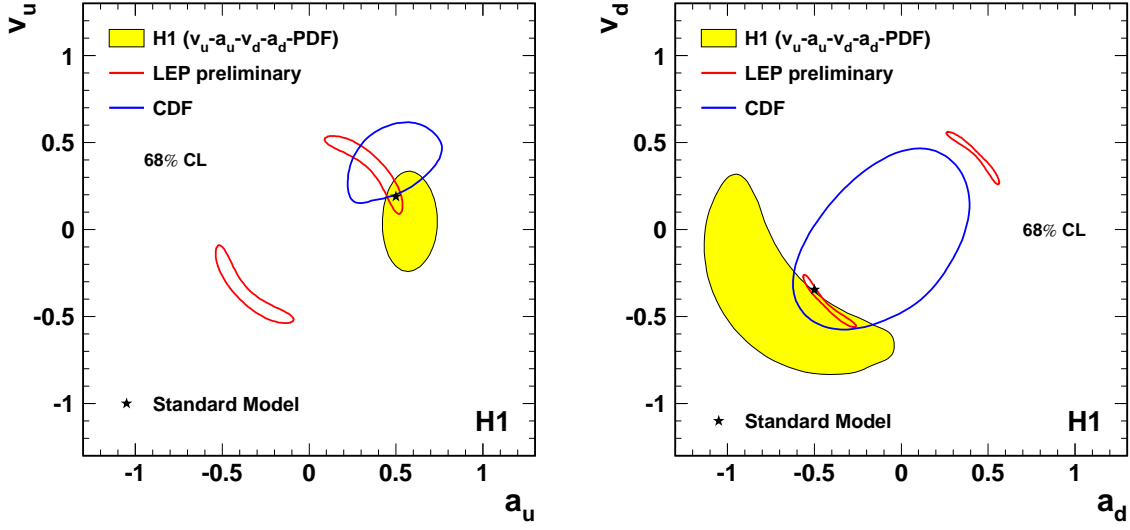 v_u
1
0.5
0
-0.5
-1
H1 (v_u-a_u-v_d-a_d-PDF)
LEP preliminary
CDF
68% CL
Standard Model
H1
-1 0.5 0 0.5 1
a_u
v_d
1
0.5
0
-0.5
-1
H1 (v_u-a_u-v_d-a_d-PDF)
LEP preliminary
CDF
68% CL
Standard Model
H1
-1 -0.5 0 0.5 1
a_d